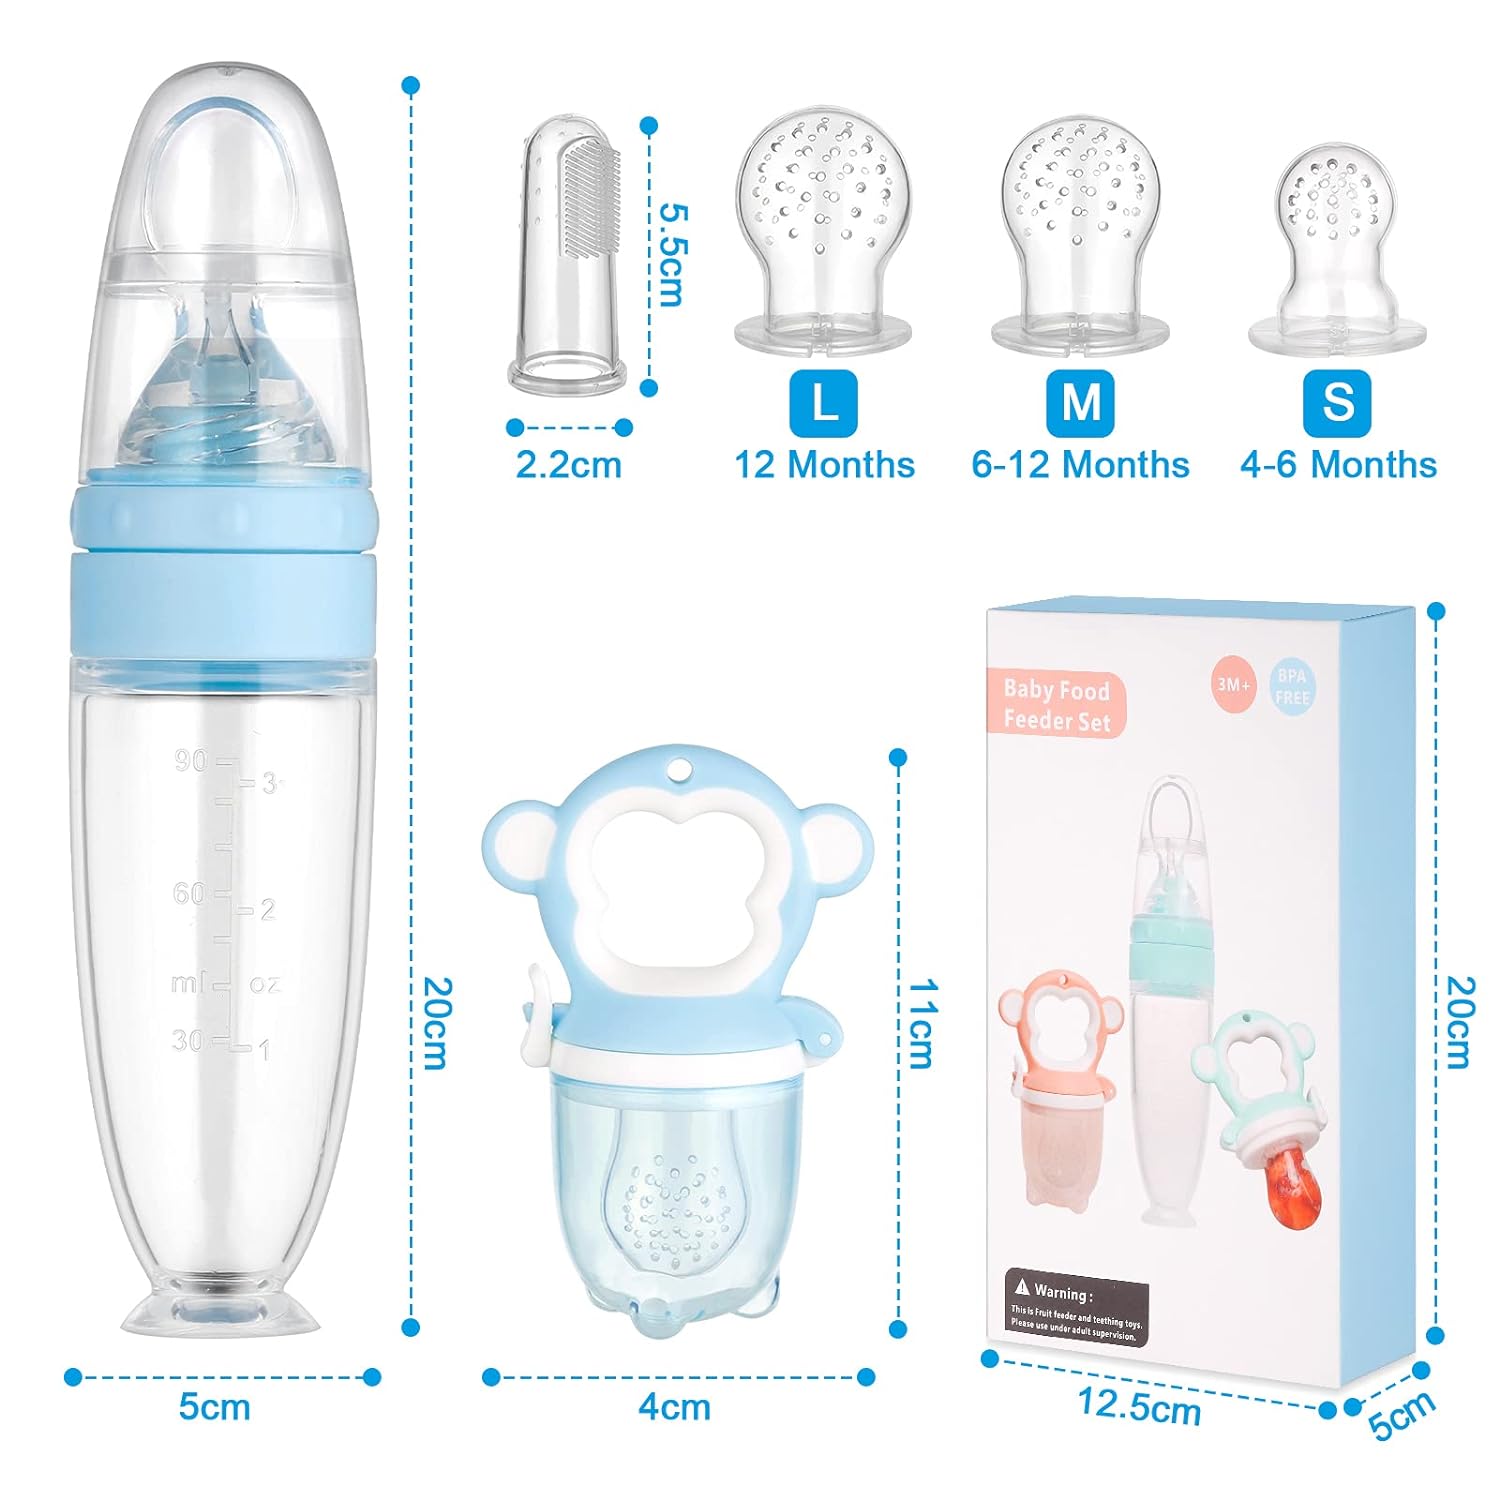 5.5cm
2.2cm
L
12 Months
M
6-12 Months
S
4-6 Months
90
3
60
2
ml oz
30
1
20cm
5cm
11cm
4cm
Baby Food
Feeder Set
3M+
BPA
FREE
Warning :
This is Fruit feeder and teething toys.
Please use under adult supervision.
20cm
12.5cm
5cm